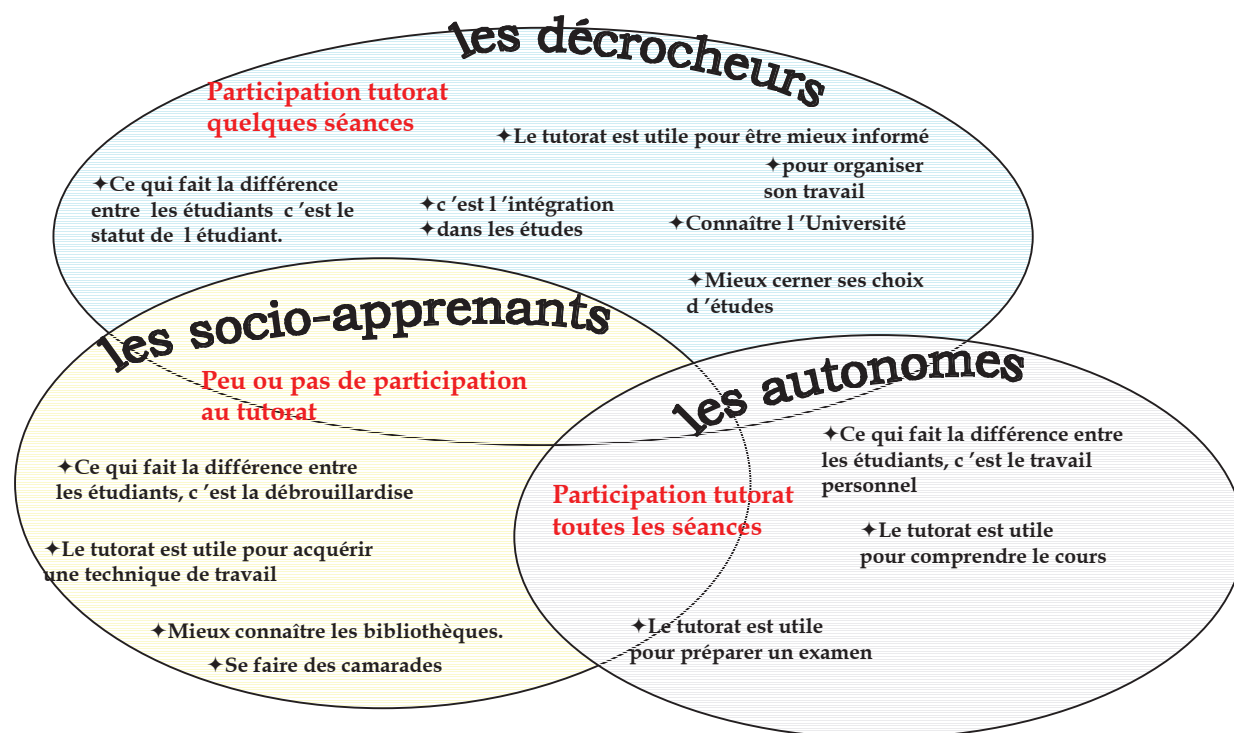 les décrocheurs
Participation tutorat
quelques séances
✦Le tutorat est utile pour être mieux informé
✦pour organiser
son travail
✦Ce qui fait la différence
entre les étudiants c ’est le
statut de l étudiant.
✦c ’est l ’intégration
✦dans les études
✦Connaître l ’Université
✦Mieux cerner ses choix
d ’études
les socio-apprenants
Peu ou pas de participation
au tutorat
✦Ce qui fait la différence entre
les étudiants, c ’est la débrouillardise
✦Le tutorat est utile pour acquérir
une technique de travail
✦Mieux connaître les bibliothèques.
✦Se faire des camarades
les autonomes
✦Ce qui fait la différence entre
les étudiants, c ’est le travail
personnel
Participation tutorat
toutes les séances
✦Le tutorat est utile
pour comprendre le cours
✦Le tutorat est utile
pour préparer un examen